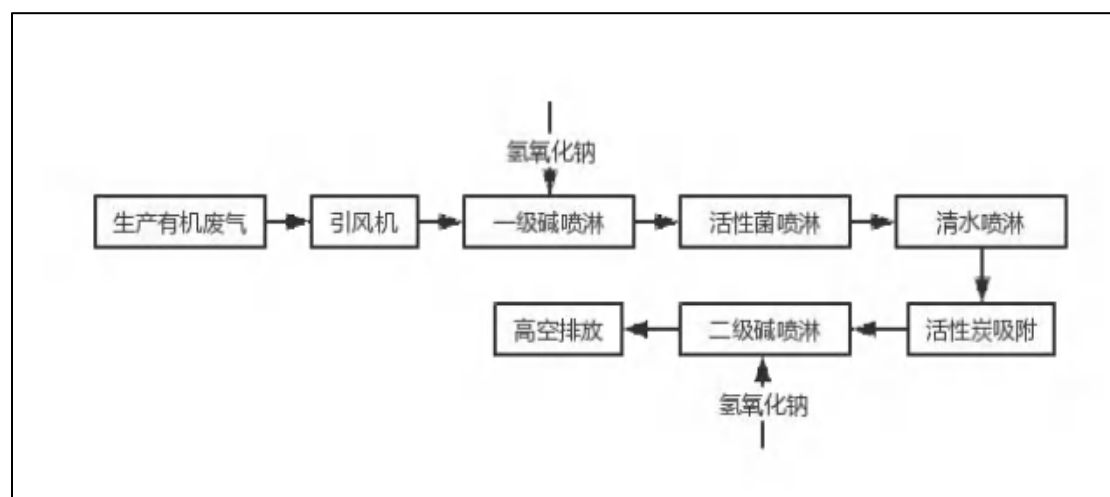 氢氧化钠
生产有机废气
引风机
一级碱喷淋
活性菌喷淋
清水喷淋
高空排放
二级碱喷淋
活性炭吸附
氢氧化钠